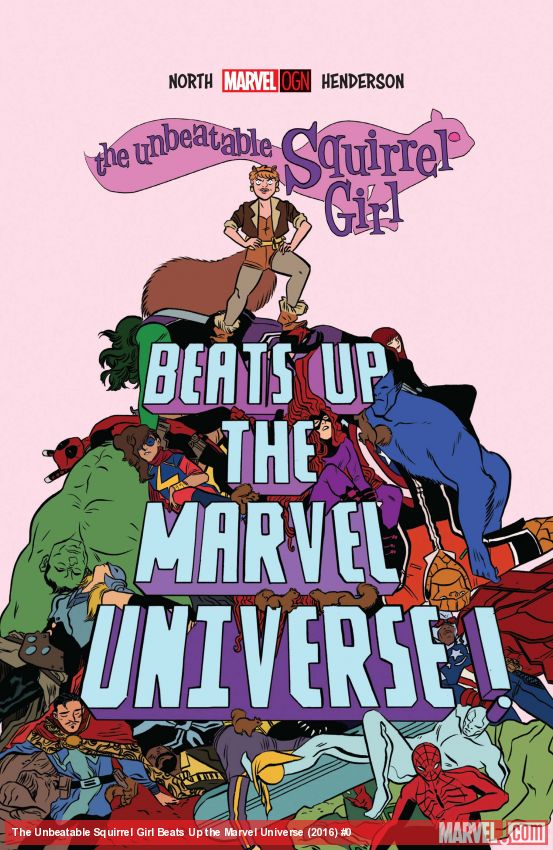 NORTH MARVEL OGN HENDERSON
the unbeatable
Squirrel
Girl
BEATS UP
THE
MARVEL
UNIVERSE!
The Unbeatable Squirrel Girl Beats Up the Marvel Universe (2016) #0
MARVEL.com